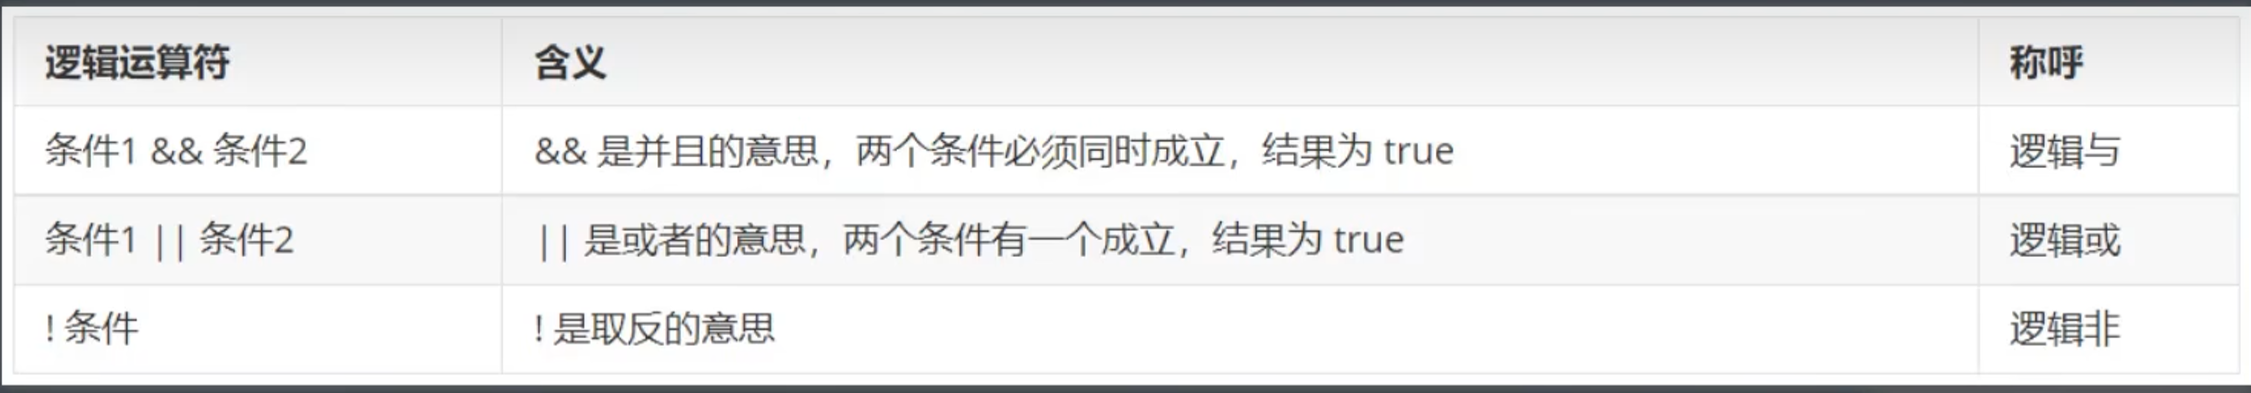 逻辑运算符 含义 称呼
条件1 && 条件2 && 是并且的意思，两个条件必须同时成立，结果为 true 逻辑与
条件1 || 条件2 || 是或者的意思，两个条件有一个成立，结果为 true 逻辑或
! 条件 ! 是取反的意思 逻辑非